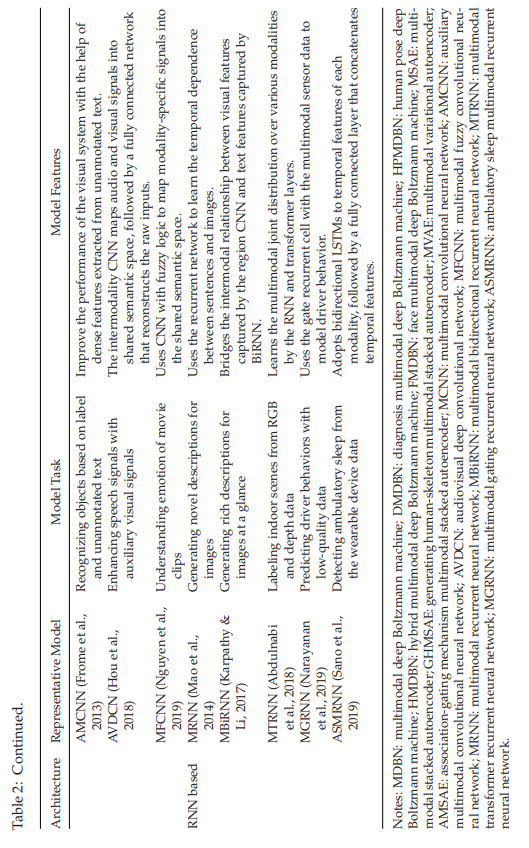 Table 2: Continued.
Architecture Representative Model Model Task Model Features
AMCNN (Frome et al., 2013) Recognizing objects based on label and unannotated text Improve the performance of the visual system with the help of dense features extracted from unannotated text.
AVDCN (Hou et al., 2018) Enhancing speech signals with auxiliary visual signals The intermodality CNN maps audio and visual signals into shared semantic space, followed by a fully connected network that reconstructs the raw inputs.
MFCNN (Nguyen et al., 2019) Understanding emotion of movie clips Uses CNN with fuzzy logic to map modality-specific signals into the shared semantic space.
RNN based MRNN (Mao et al., 2014) Generating novel descriptions for images Uses the recurrent network to learn the temporal dependence between sentences and images.
MBiRNN (Karpathy & Li, 2017) Generating rich descriptions for images at a glance Bridges the intermodal relationship between visual features captured by the region CNN and text features captured by BiRNN.
MTRNN (Abdulnabi et al., 2018) Labeling indoor scenes from RGB and depth data Learns the multimodal joint distribution over various modalities by the RNN and transformer layers.
MGRNN (Narayanan et al., 2019) Predicting driver behaviors with low-quality data Uses the gate recurrent cell with the multimodal sensor data to model driver behavior.
ASMRNN (Sano et al., 2019) Detecting ambulatory sleep from the wearable device data Adopts bidirectional LSTMs to temporal features of each modality, followed by a fully connected layer that concatenates temporal features.
Notes: MDBN: multimodal deep Boltzmann machine; DMDBN: diagnosis multimodal deep Boltzmann machine; HPMDBN: human pose deep
Boltzmann machine; HMDBN: hybrid multimodal deep Boltzmann machine; FMDBN: face multimodal deep Boltzmann machine; MSAE: multi-
modal stacked autoencoder; GHMSAE: generating human-skeleton multimodal stacked autoencoder; MVAE: multimodal variational autoencoder;
AMSAE: association-gating mechanism multimodal stacked autoencoder; MCNN: multimodal convolutional neural network; AMCNN: auxiliary
multimodal convolutional neural network; AVDCN: audiovisual deep convolutional network; MFCNN: multimodal fuzzy convolutional neu-
ral network; MRNN: multimodal recurrent neural network; MBiRNN: multimodal bidirectional recurrent neural network; MTRNN: multimodal
transformer recurrent neural network; MGRNN: multimodal gating recurrent neural network; ASMRNN: ambulatory sleep multimodal recurrent
neural network.